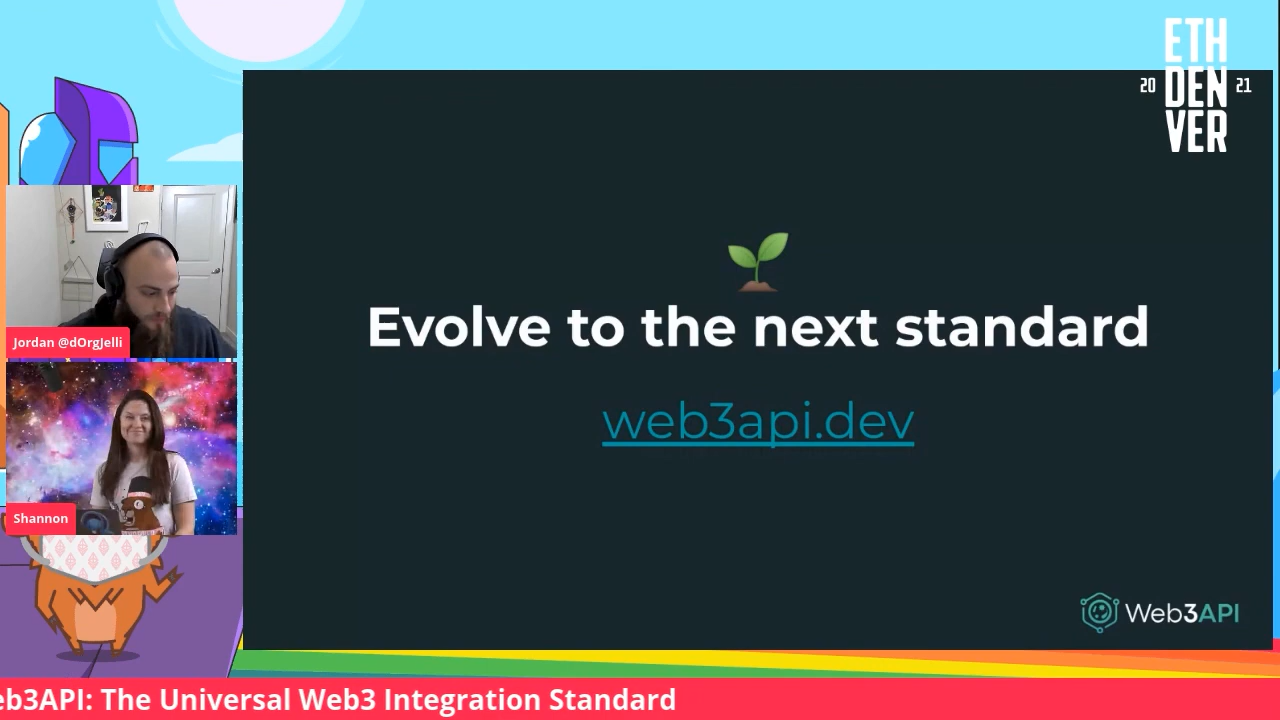 ETH
20 DEN 21
VER
Jordan @dOrgJelli
Shannon
Evolve to the next standard
web3api.dev
Web3API
eb3API: The Universal Web3 Integration Standard